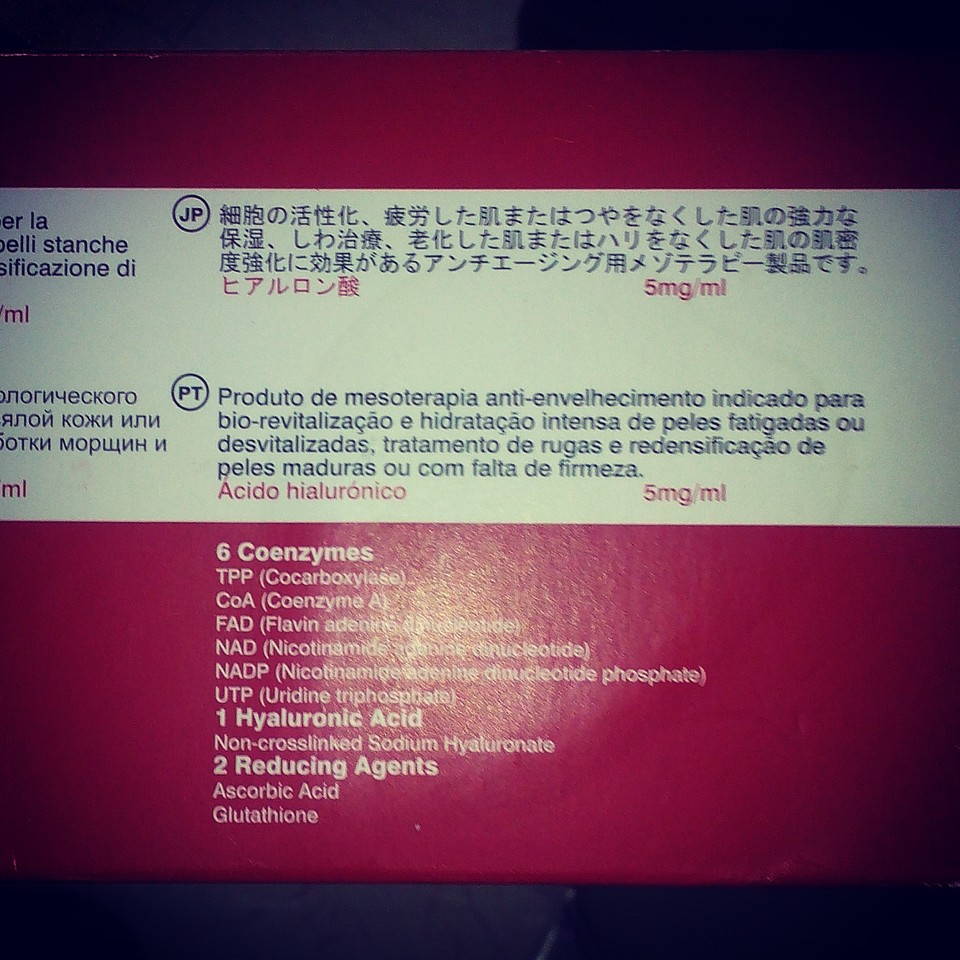 per la
pelli stanche
sificazione di
/ml
ологического
ялой кожи или
ботки морщин и
ml
JP
細胞の活性化、疲労した肌またはつやをなくした肌の強力な
保湿、しわ治療、老化した肌またはハリをなくした肌の肌密
度強化に効果があるアンチエージング用メゾテラピー製品です。
ヒアルロン酸 5mg/ml
PT
Produto de mesoterapia anti-envelhecimento indicado para
bio-revitalização e hidratação intensa de peles fatigadas ou
desvitalizadas, tratamento de rugas e redensificação de
peles maduras ou com falta de firmeza.
Ácido hialurónico 5mg/ml
6 Coenzymes
TPP (Cocarboxylase)
CoA (Coenzyme A)
FAD (Flavin adenine dinucleotide)
NAD (Nicotinamide adenine dinucleotide)
NADP (Nicotinamide adenine dinucleotide phosphate)
UTP (Uridine triphosphate)
1 Hyaluronic Acid
Non-crosslinked Sodium Hyaluronate
2 Reducing Agents
Ascorbic Acid
Glutathione